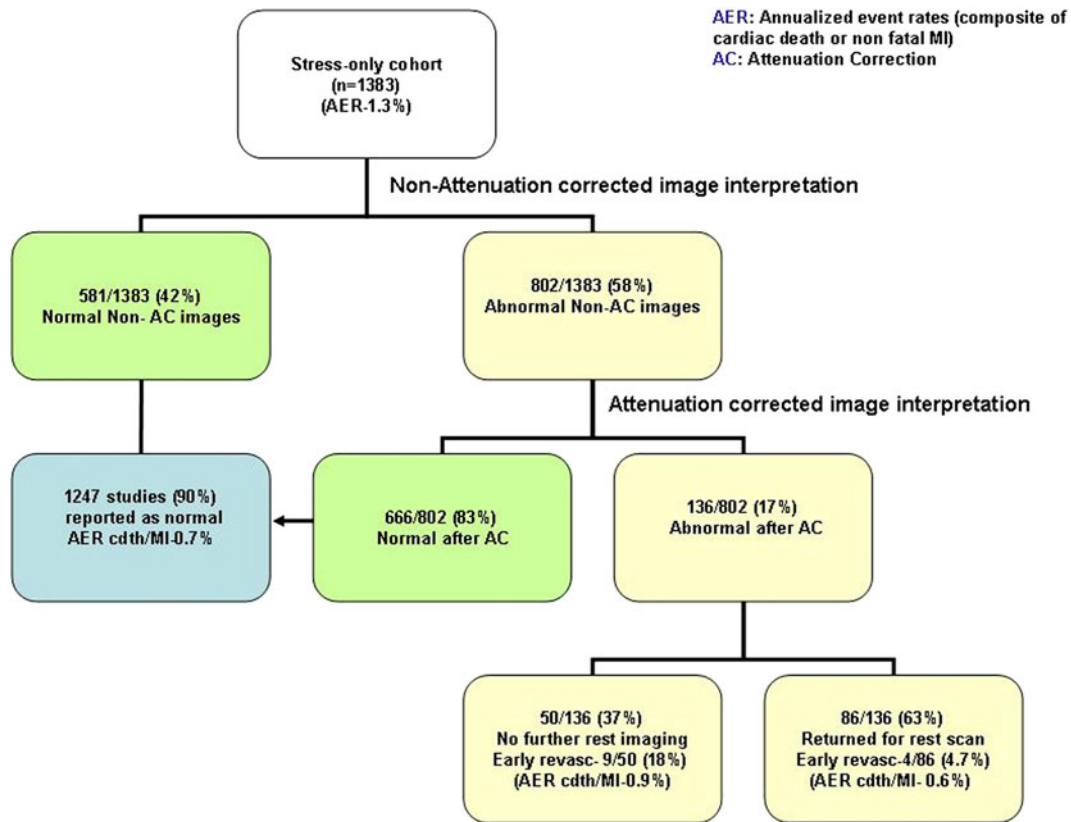 AER: Annualized event rates (composite of
cardiac death or non fatal MI)
AC: Attenuation Correction
Stress-only cohort
(n=1383)
(AER-1.3%)
Non-Attenuation corrected image interpretation
581/1383 (42%)
Normal Non- AC images
802/1383 (58%)
Abnormal Non-AC images
Attenuation corrected image interpretation
1247 studies (90%)
reported as normal
AER cdth/MI-0.7%
666/802 (83%)
Normal after AC
136/802 (17%)
Abnormal after AC
50/136 (37%)
No further rest imaging
Early revasc- 9/50 (18%)
(AER cdth/MI-0.9%)
86/136 (63%)
Returned for rest scan
Early revasc-4/86 (4.7%)
(AER cdth/MI- 0.6%)